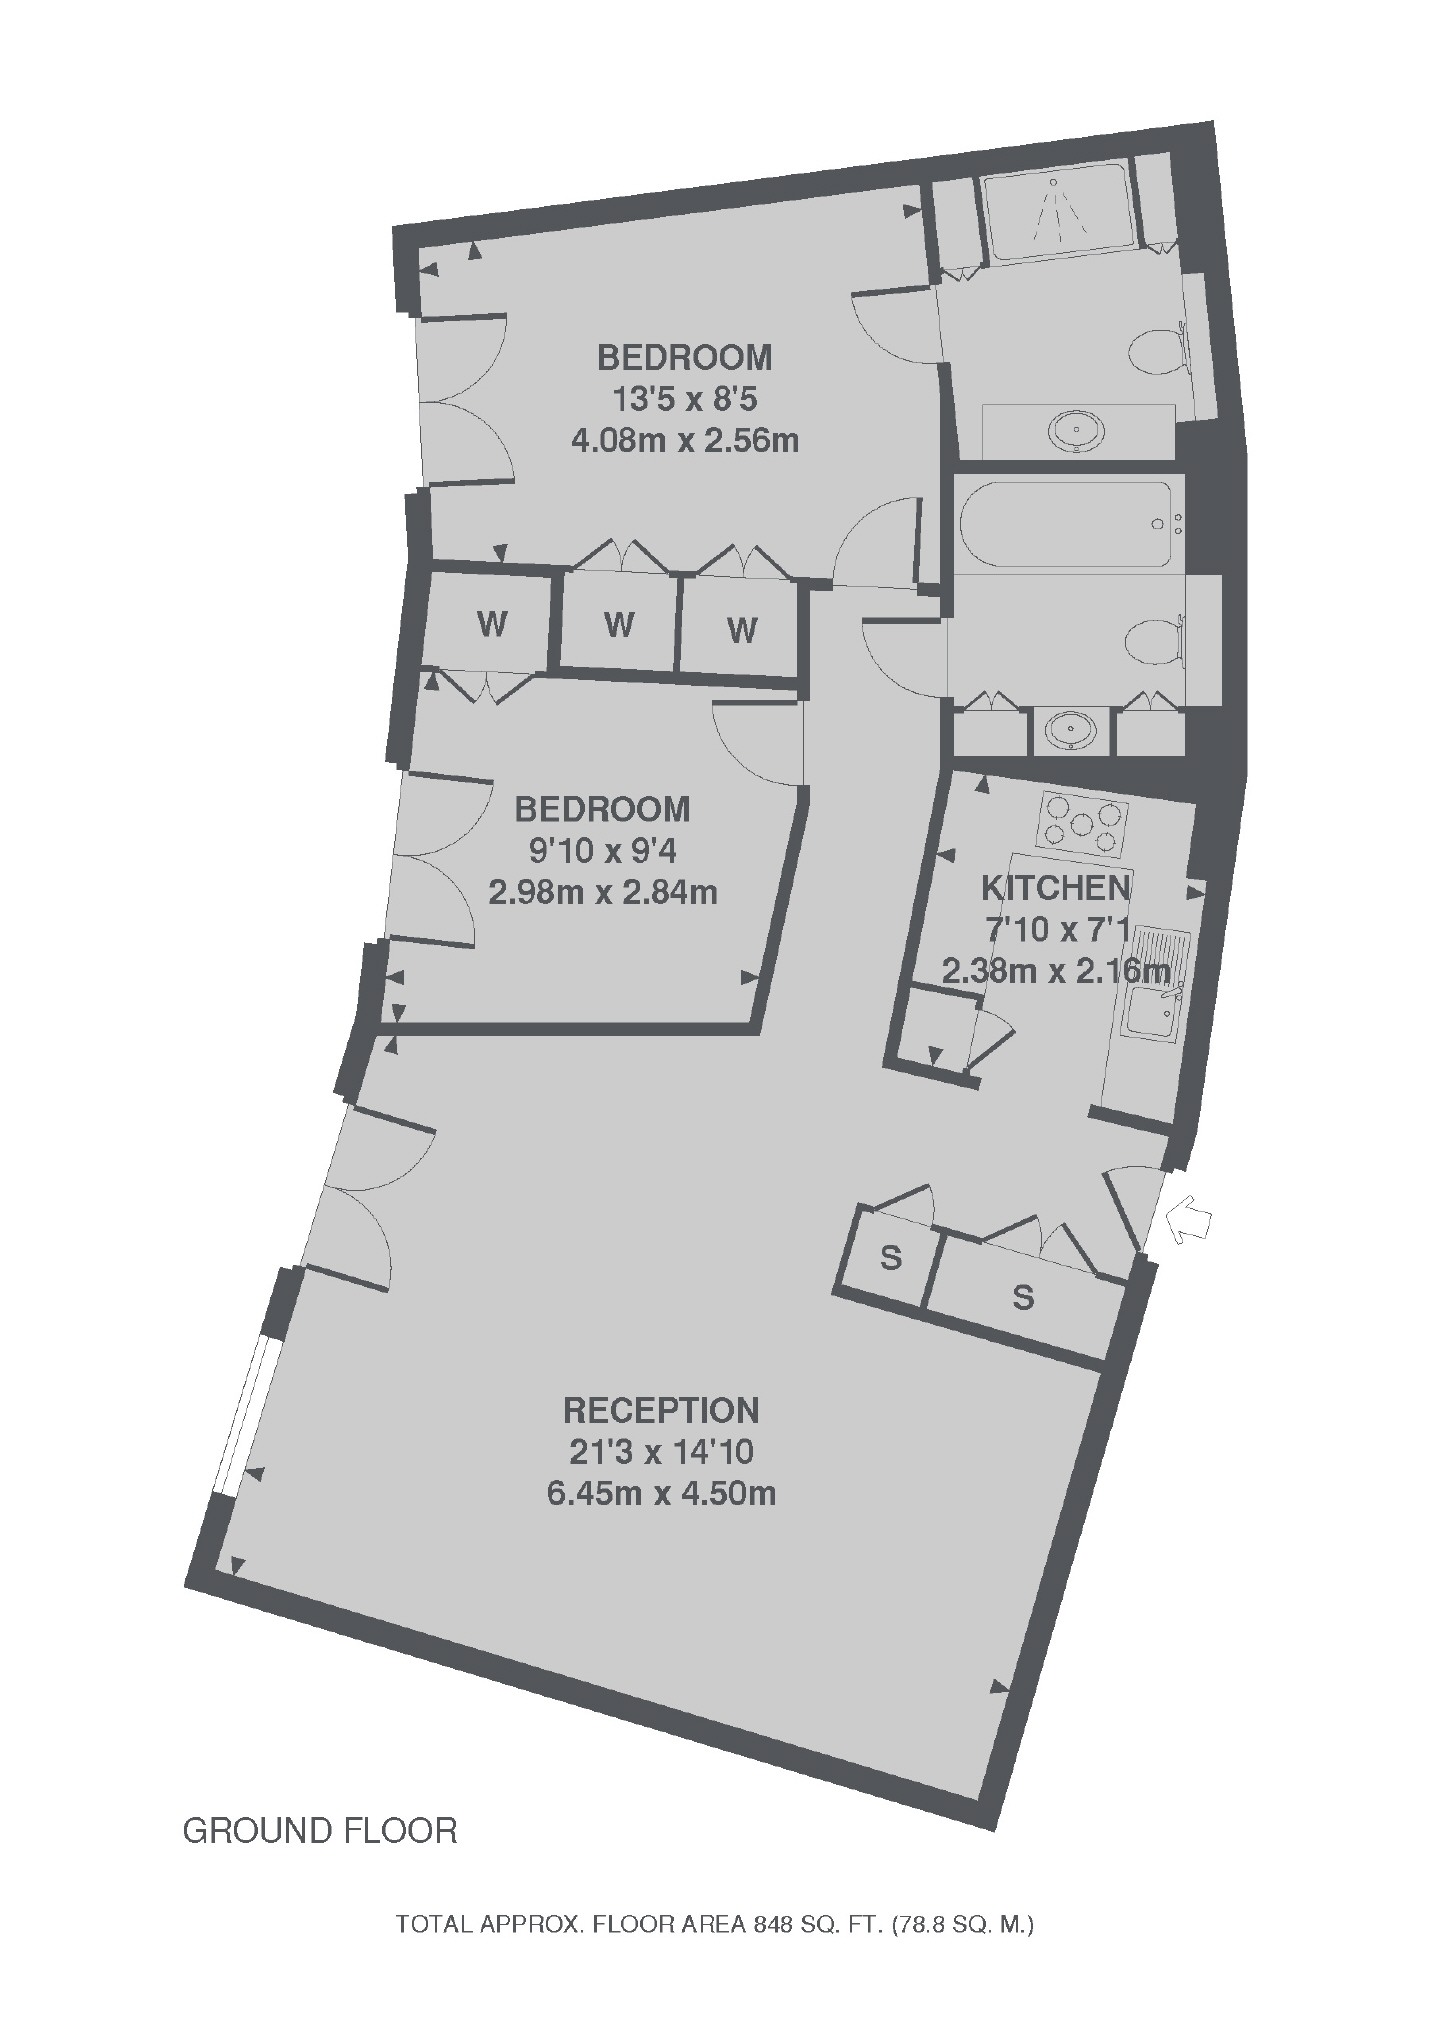 BEDROOM
13'5 x 8'5
4.08m x 2.56m
W
W
W
BEDROOM
9'10 x 9'4
2.98m x 2.84m
KITCHEN
7'10 x 7'1
2.38m x 2.16m
S
S
RECEPTION
21'3 x 14'10
6.45m x 4.50m
GROUND FLOOR
TOTAL APPROX. FLOOR AREA 848 SQ. FT. (78.8 SQ. M.)